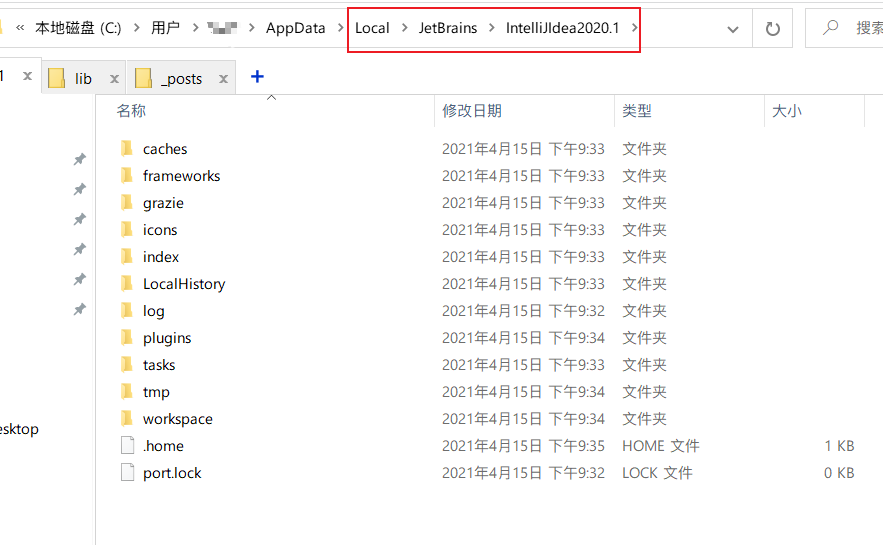 « 本地磁盘 (C:) > 用户 > > AppData > Local > JetBrains > IntelliJIdea2020.1 > 搜索
1 × lib × _posts × +
名称 修改日期 类型 大小
caches 2021年4月15日 下午9:33 文件夹
frameworks 2021年4月15日 下午9:33 文件夹
grazie 2021年4月15日 下午9:33 文件夹
icons 2021年4月15日 下午9:33 文件夹
index 2021年4月15日 下午9:33 文件夹
LocalHistory 2021年4月15日 下午9:33 文件夹
log 2021年4月15日 下午9:32 文件夹
plugins 2021年4月15日 下午9:34 文件夹
tasks 2021年4月15日 下午9:33 文件夹
tmp 2021年4月15日 下午9:34 文件夹
workspace 2021年4月15日 下午9:34 文件夹
esktop
.home 2021年4月15日 下午9:35 HOME 文件 1 KB
port.lock 2021年4月15日 下午9:32 LOCK 文件 0 KB